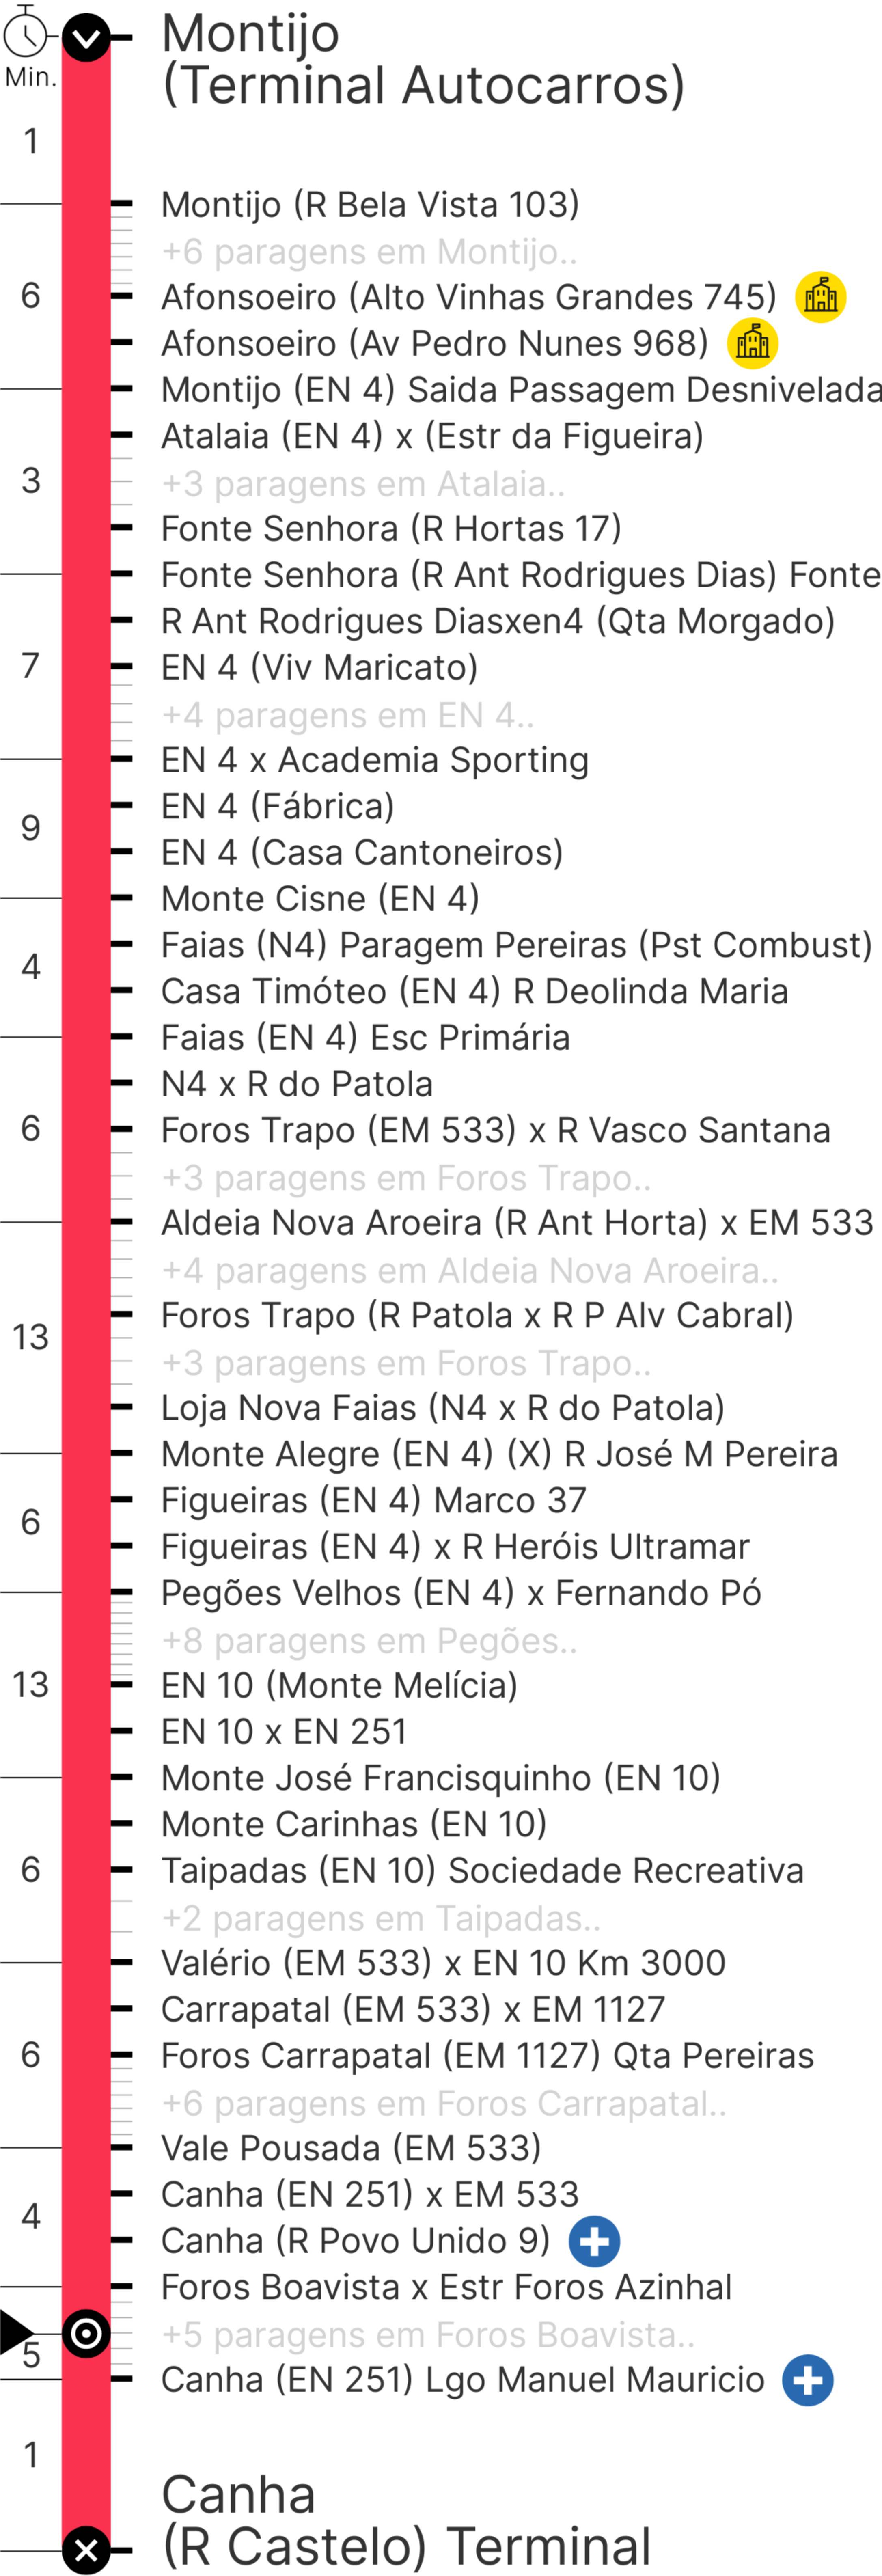 Min.
Montijo
(Terminal Autocarros)
1
Montijo (R Bela Vista 103)
+6 paragens em Montijo..
6
Afonsoeiro (Alto Vinhas Grandes 745)
Afonsoeiro (Av Pedro Nunes 968)
Montijo (EN 4) Saida Passagem Desnivelada
Atalaia (EN 4) x (Estr da Figueira)
3
+3 paragens em Atalaia..
Fonte Senhora (R Hortas 17)
Fonte Senhora (R Ant Rodrigues Dias) Fonte
R Ant Rodrigues Diasxen4 (Qta Morgado)
7
EN 4 (Viv Maricato)
+4 paragens em EN 4..
EN 4 x Academia Sporting
EN 4 (Fábrica)
9
EN 4 (Casa Cantoneiros)
Monte Cisne (EN 4)
Faias (N4) Paragem Pereiras (Pst Combust)
4
Casa Timóteo (EN 4) R Deolinda Maria
Faias (EN 4) Esc Primária
N4 x R do Patola
6
Foros Trapo (EM 533) x R Vasco Santana
+3 paragens em Foros Trapo..
Aldeia Nova Aroeira (R Ant Horta) x EM 533
+4 paragens em Aldeia Nova Aroeira..
Foros Trapo (R Patola x R P Alv Cabral)
13
+3 paragens em Foros Trapo..
Loja Nova Faias (N4 x R do Patola)
Monte Alegre (EN 4) (X) R José M Pereira
Figueiras (EN 4) Marco 37
6
Figueiras (EN 4) x R Heróis Ultramar
Pegões Velhos (EN 4) x Fernando Pó
+8 paragens em Pegões..
13
EN 10 (Monte Melícia)
EN 10 x EN 251
Monte José Francisquinho (EN 10)
Monte Carinhas (EN 10)
6
Taipadas (EN 10) Sociedade Recreativa
+2 paragens em Taipadas..
Valério (EM 533) x EN 10 Km 3000
Carrapatal (EM 533) x EM 1127
6
Foros Carrapatal (EM 1127) Qta Pereiras
+6 paragens em Foros Carrapatal..
Vale Pousada (EM 533)
Canha (EN 251) x EM 533
4
Canha (R Povo Unido 9)
Foros Boavista x Estr Foros Azinhal
+5 paragens em Foros Boavista..
5
Canha (EN 251) Lgo Manuel Mauricio
1
Canha
(R Castelo) Terminal